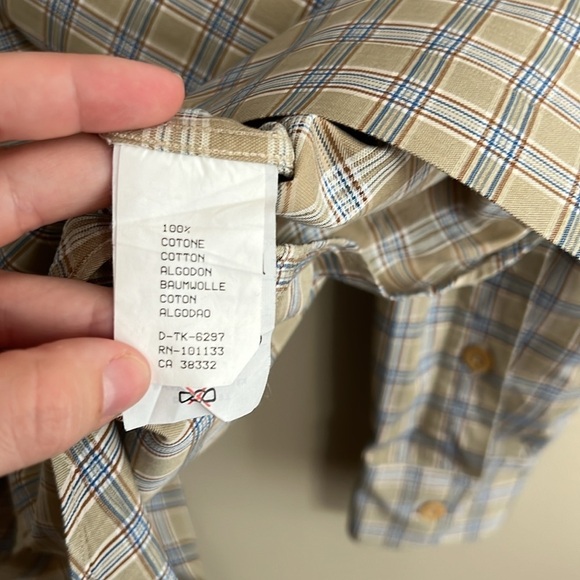 100%
COTONE
COTTON
ALGODON
BAUMWOLLE
COTON
ALGODAO
D-TK-6297
RN-101133
CA 38332